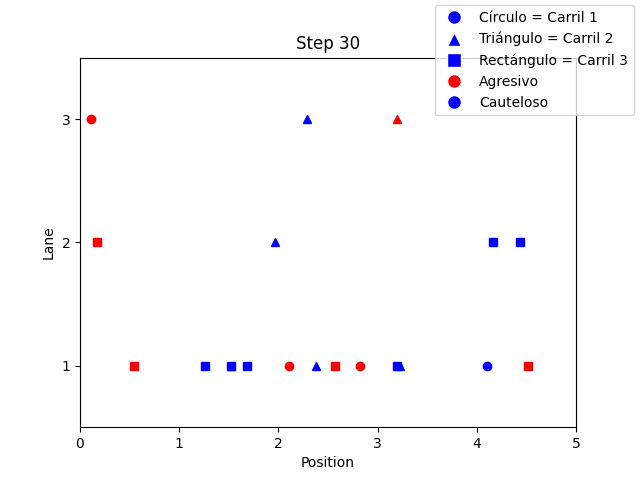 Step 30
Círculo = Carril 1
Triángulo = Carril 2
Rectángulo = Carril 3
Agresivo
Cauteloso
Lane
3
2
1
0 1 2 3 4 5
Position